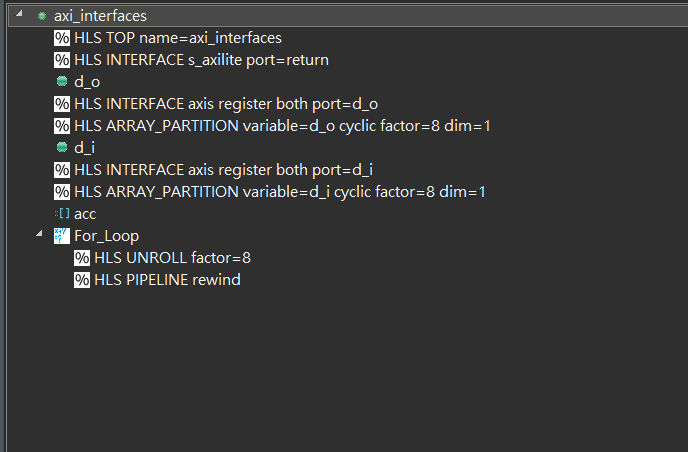 axi_interfaces
% HLS TOP name=axi_interfaces
% HLS INTERFACE s_axilite port=return
d_o
% HLS INTERFACE axis register both port=d_o
% HLS ARRAY_PARTITION variable=d_o cyclic factor=8 dim=1
d_i
% HLS INTERFACE axis register both port=d_i
% HLS ARRAY_PARTITION variable=d_i cyclic factor=8 dim=1
[] acc
For_Loop
% HLS UNROLL factor=8
% HLS PIPELINE rewind